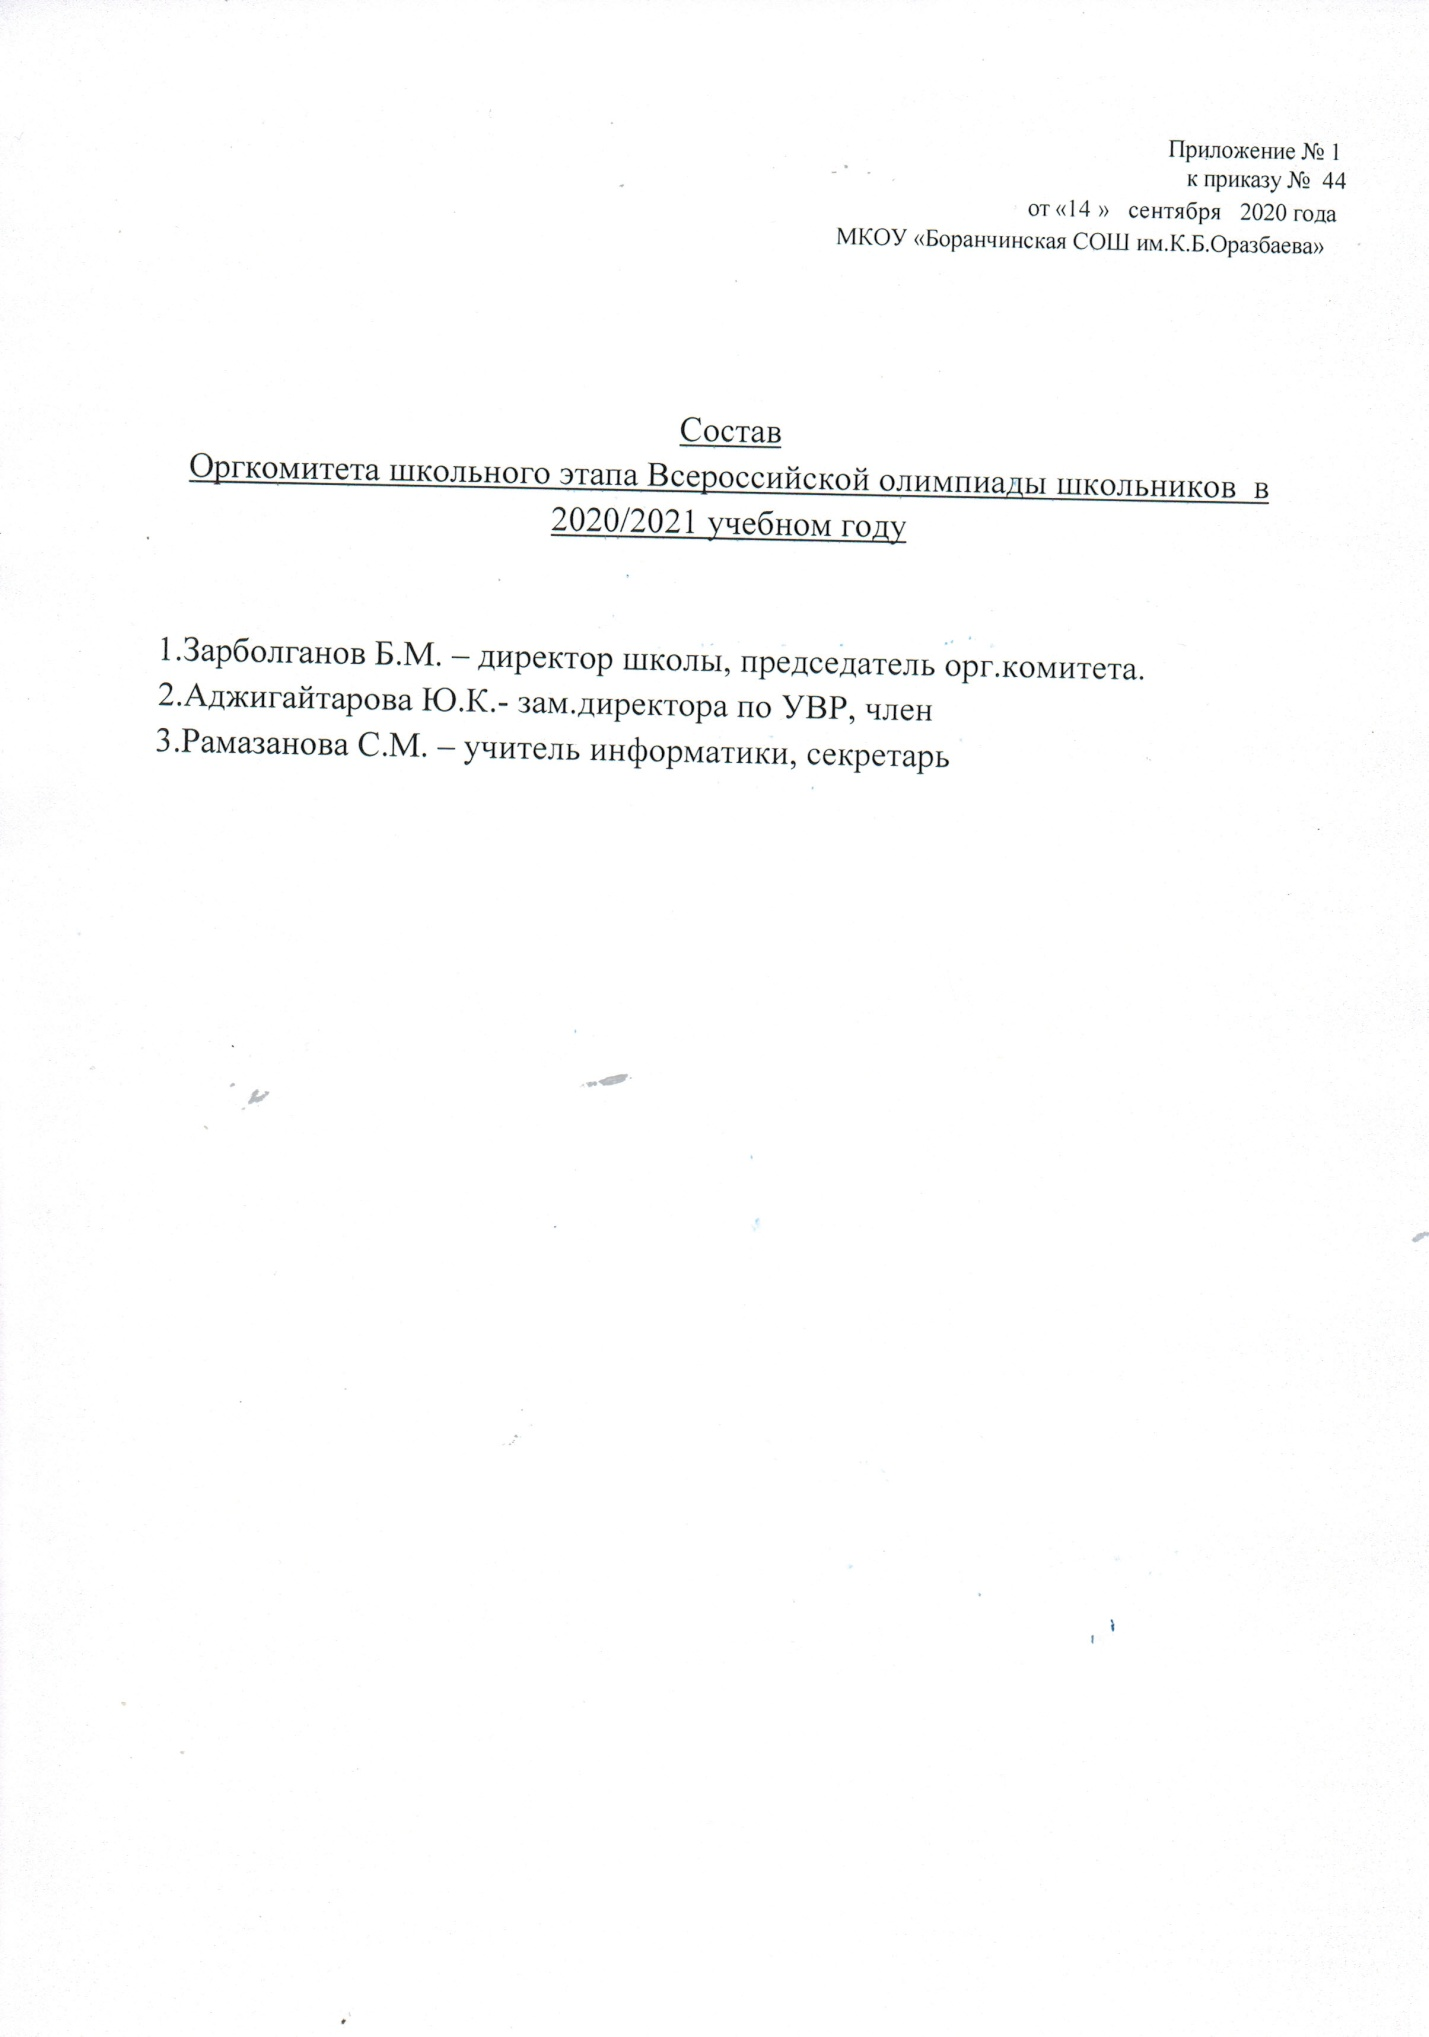 Приложение № 1
к приказу № 44
от «14 » сентября 2020 года
МКОУ «Боранчинская СОШ им.К.Б.Оразбаева»
Состав
Оргкомитета школьного этапа Всероссийской олимпиады школьников в
2020/2021 учебном году
1.Зарболганов Б.М. – директор школы, председатель орг.комитета.
2.Аджигайтарова Ю.К.- зам.директора по УВР, член
3.Рамазанова С.М. – учитель информатики, секретарь